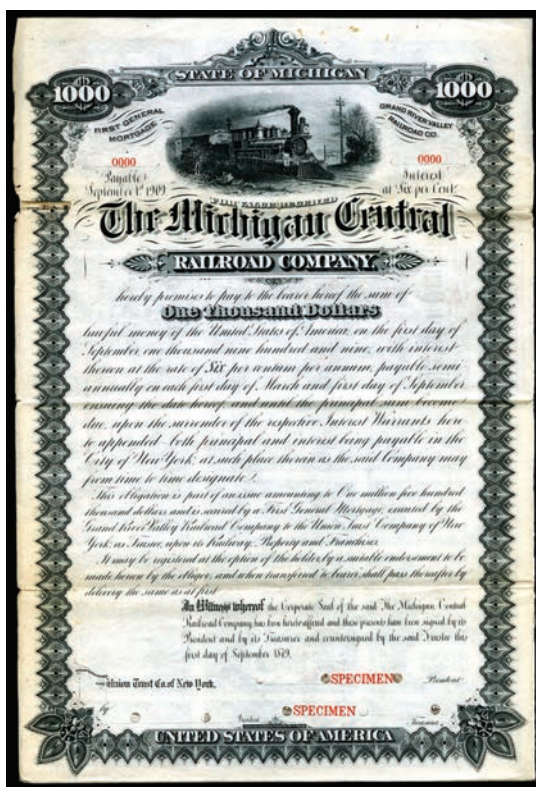 STATE OF MICHIGAN
1000
1000
FIRST GENERAL
MORTGAGE
GRAND RIVER VALLEY
RAILROAD CO.
0000
0000
Payable
September 1st 1909
Interest
at Six per Cent
FOR VALUE RECEIVED
The Michigan Central
RAILROAD COMPANY
hereby promises to pay to the bearer hereof the sum of
One Thousand Dollars
lawful money of the United States of America, on the first day of
September, one thousand nine hundred and nine, with interest
thereon at the rate of Six per centum per annum, payable semi
annually on each first day of March and first day of September
ensuing the date hereof, and until the principal sum become
due, upon the surrender of the respective Interest Warrants here
to appended both principal and interest being payable in the
City of New York, at such place therein as the said Company may
from time to time designate.
This obligation is part of an issue amounting to One million five hundred
thousand dollars and is secured by a First General Mortgage, executed by the
Grand River Valley Railroad Company to the Union Trust Company of New
York, as Trustee, upon its Railway, Property and Franchises.
It may be registered at the option of the holder, by a suitable endorsement to be
made hereon by the obligor, and when transferred to bearer shall pass thereafter by
delivery the same as at first
In Witness whereof the Corporate Seal of the said The Michigan Central
Railroad Company has been hereto affixed and these presents have been signed by its
President and by its Treasurer and countersigned by the said Trustee this
first day of September 1879.
Union Trust Co. of New York.
SPECIMEN
President
by
SPECIMEN
Treasurer
UNITED STATES OF AMERICA